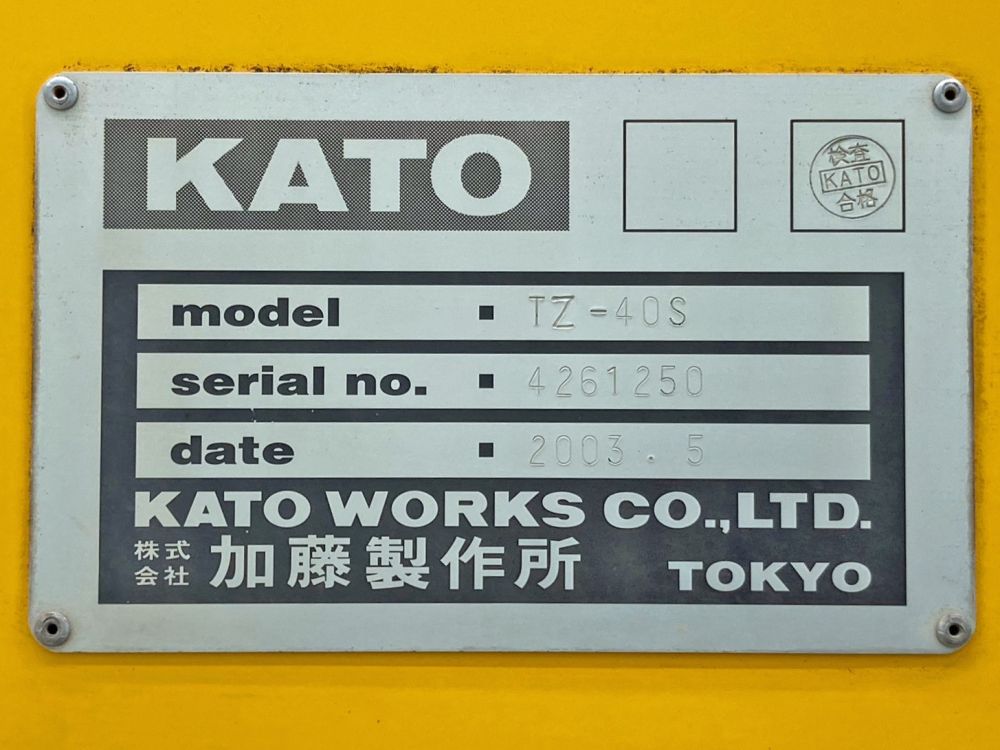 KATO
検査
KATO
合格
model ▪ TZ-40S
serial no. ▪ 4261250
date ▪ 2003.5
KATO WORKS CO.,LTD.
株式会社 加藤製作所 TOKYO